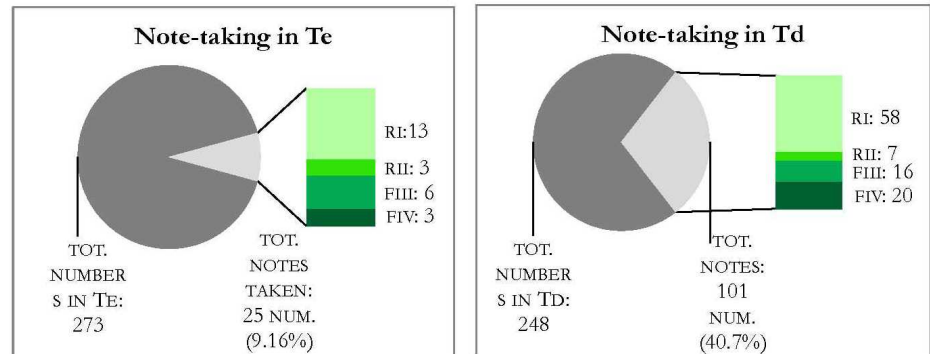 Note-taking in Te
RI:13
RII: 3
FIII: 6
FIV: 3
TOT.
NUMBER
S IN TE:
273
TOT.
NOTES
TAKEN:
25 NUM.
(9.16%)
Note-taking in Td
RI: 58
RII: 7
FIII: 16
FIV: 20
TOT.
NUMBER
S IN TD:
248
TOT.
NOTES:
101
NUM.
(40.7%)